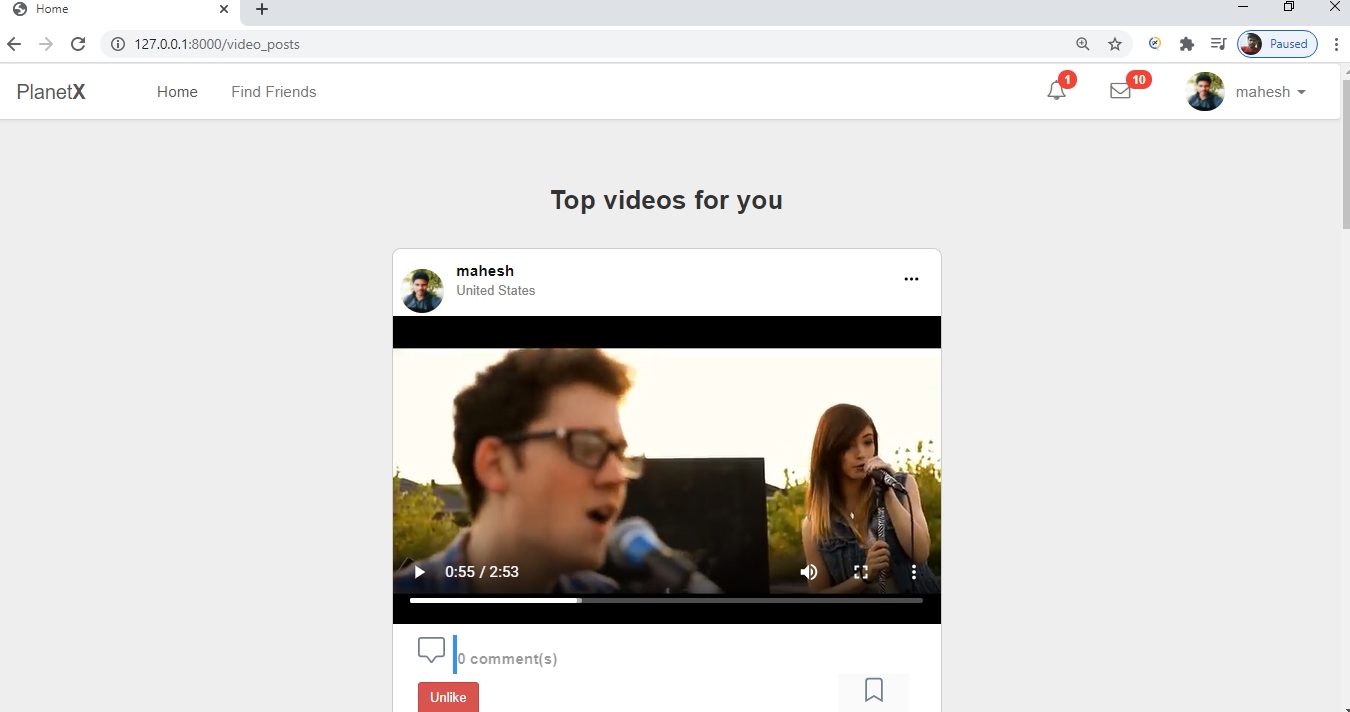 Home
127.0.0.1:8000/video_posts
Paused
PlanetX
Home
Find Friends
1
10
mahesh
Top videos for you
mahesh
United States
0:55 / 2:53
0 comment(s)
Unlike